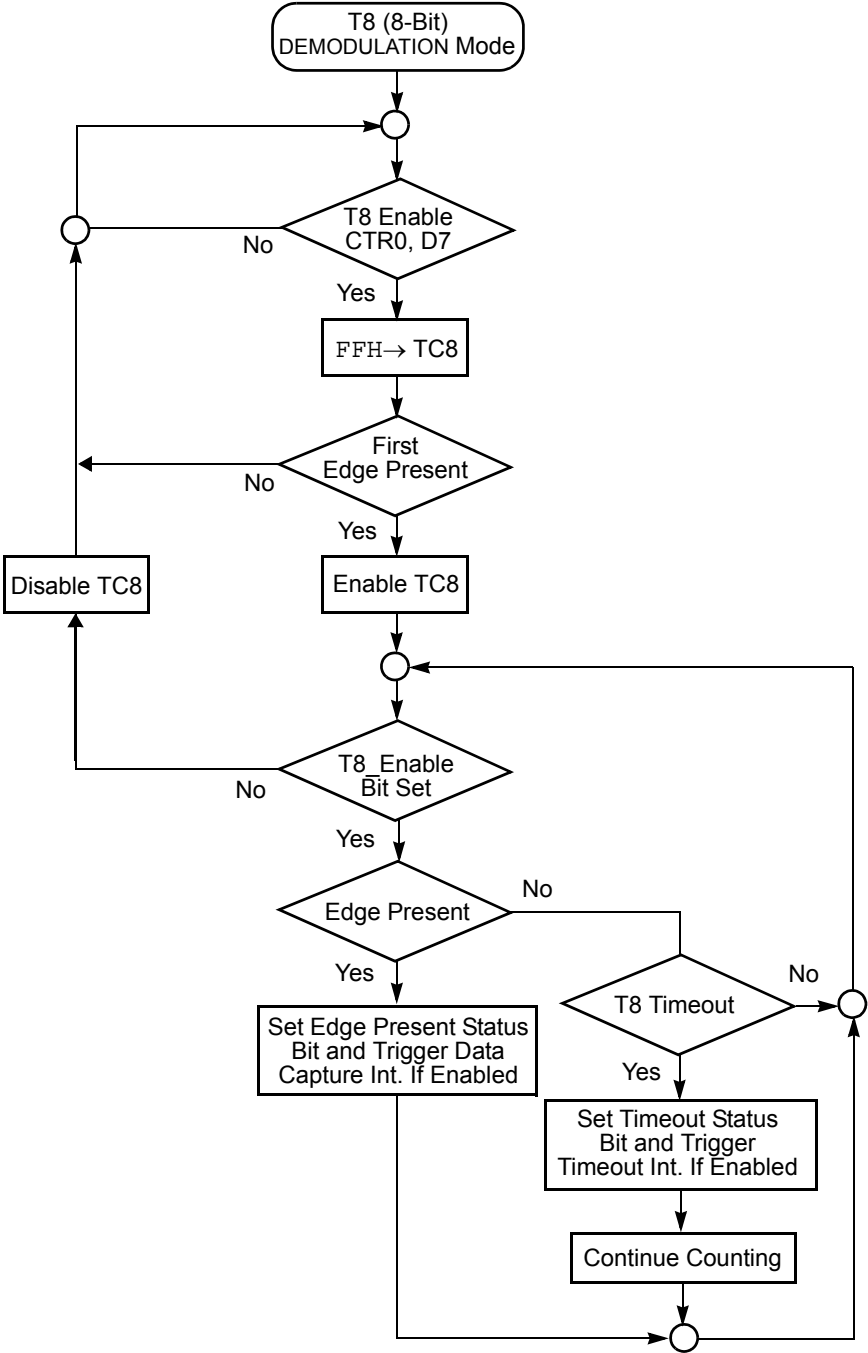 T8 (8-Bit)
DEMODULATION Mode
T8 Enable
CTR0, D7
No
Yes
FFH→ TC8
First
Edge Present
No
Yes
Disable TC8
Enable TC8
T8_Enable
Bit Set
No
Yes
Edge Present
No
Yes
T8 Timeout
No
Set Edge Present Status
Bit and Trigger Data
Capture Int. If Enabled
Yes
Set Timeout Status
Bit and Trigger
Timeout Int. If Enabled
Continue Counting